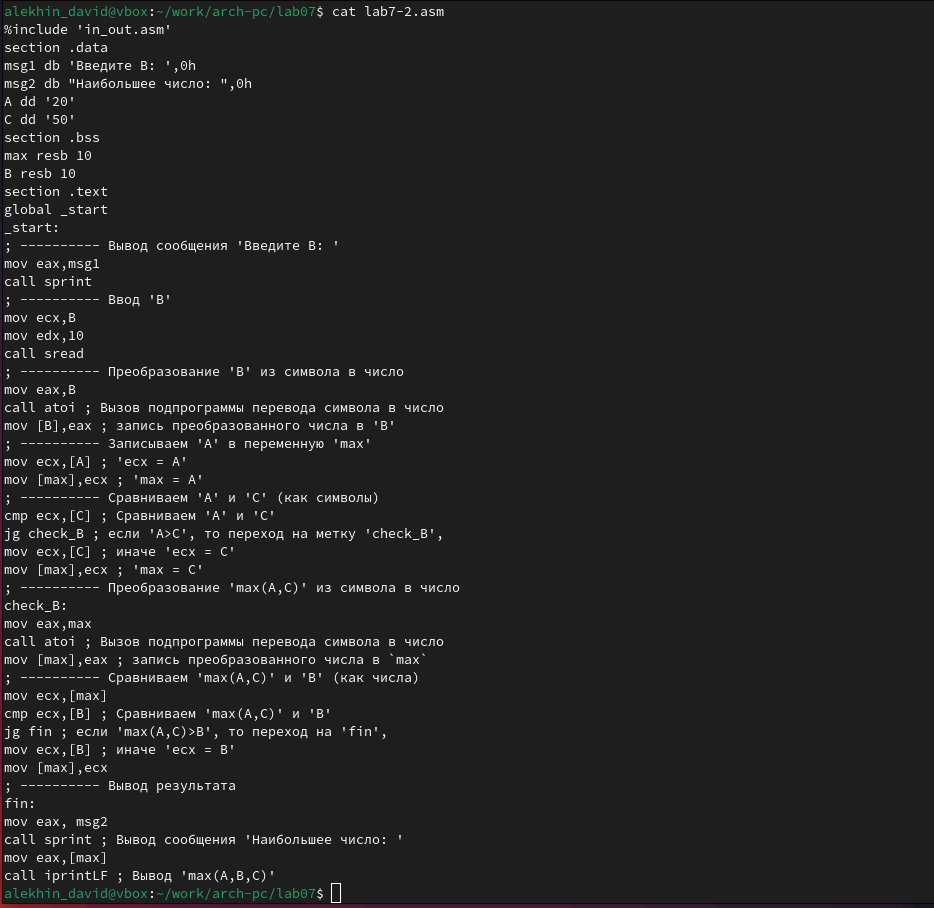 alekhin_david@vbox:~/work/arch-pc/lab07$ cat lab7-2.asm
%include 'in_out.asm'
section .data
msg1 db 'Введите B: ',0h
msg2 db "Наибольшее число: ",0h
A dd '20'
C dd '50'
section .bss
max resb 10
B resb 10
section .text
global _start
_start:
; ---------- Вывод сообщения 'Введите B: '
mov eax,msg1
call sprint
; ---------- Ввод 'B'
mov ecx,B
mov edx,10
call sread
; ---------- Преобразование 'B' из символа в число
mov eax,B
call atoi ; Вызов подпрограммы перевода символа в число
mov [B],eax ; запись преобразованного числа в 'B'
; ---------- Записываем 'A' в переменную 'max'
mov ecx,[A] ; 'ecx = A'
mov [max],ecx ; 'max = A'
; ---------- Сравниваем 'A' и 'С' (как символы)
cmp ecx,[C] ; Сравниваем 'A' и 'С'
jg check_B ; если 'A>C', то переход на метку 'check_B',
mov ecx,[C] ; иначе 'ecx = C'
mov [max],ecx ; 'max = C'
; ---------- Преобразование 'max(A,C)' из символа в число
check_B:
mov eax,max
call atoi ; Вызов подпрограммы перевода символа в число
mov [max],eax ; запись преобразованного числа в `max`
; ---------- Сравниваем 'max(A,C)' и 'B' (как числа)
mov ecx,[max]
cmp ecx,[B] ; Сравниваем 'max(A,C)' и 'B'
jg fin ; если 'max(A,C)>B', то переход на 'fin',
mov ecx,[B] ; иначе 'ecx = B'
mov [max],ecx
; ---------- Вывод результата
fin:
mov eax, msg2
call sprint ; Вывод сообщения 'Наибольшее число: '
mov eax,[max]
call iprintLF ; Вывод 'max(A,B,C)'
alekhin_david@vbox:~/work/arch-pc/lab07$